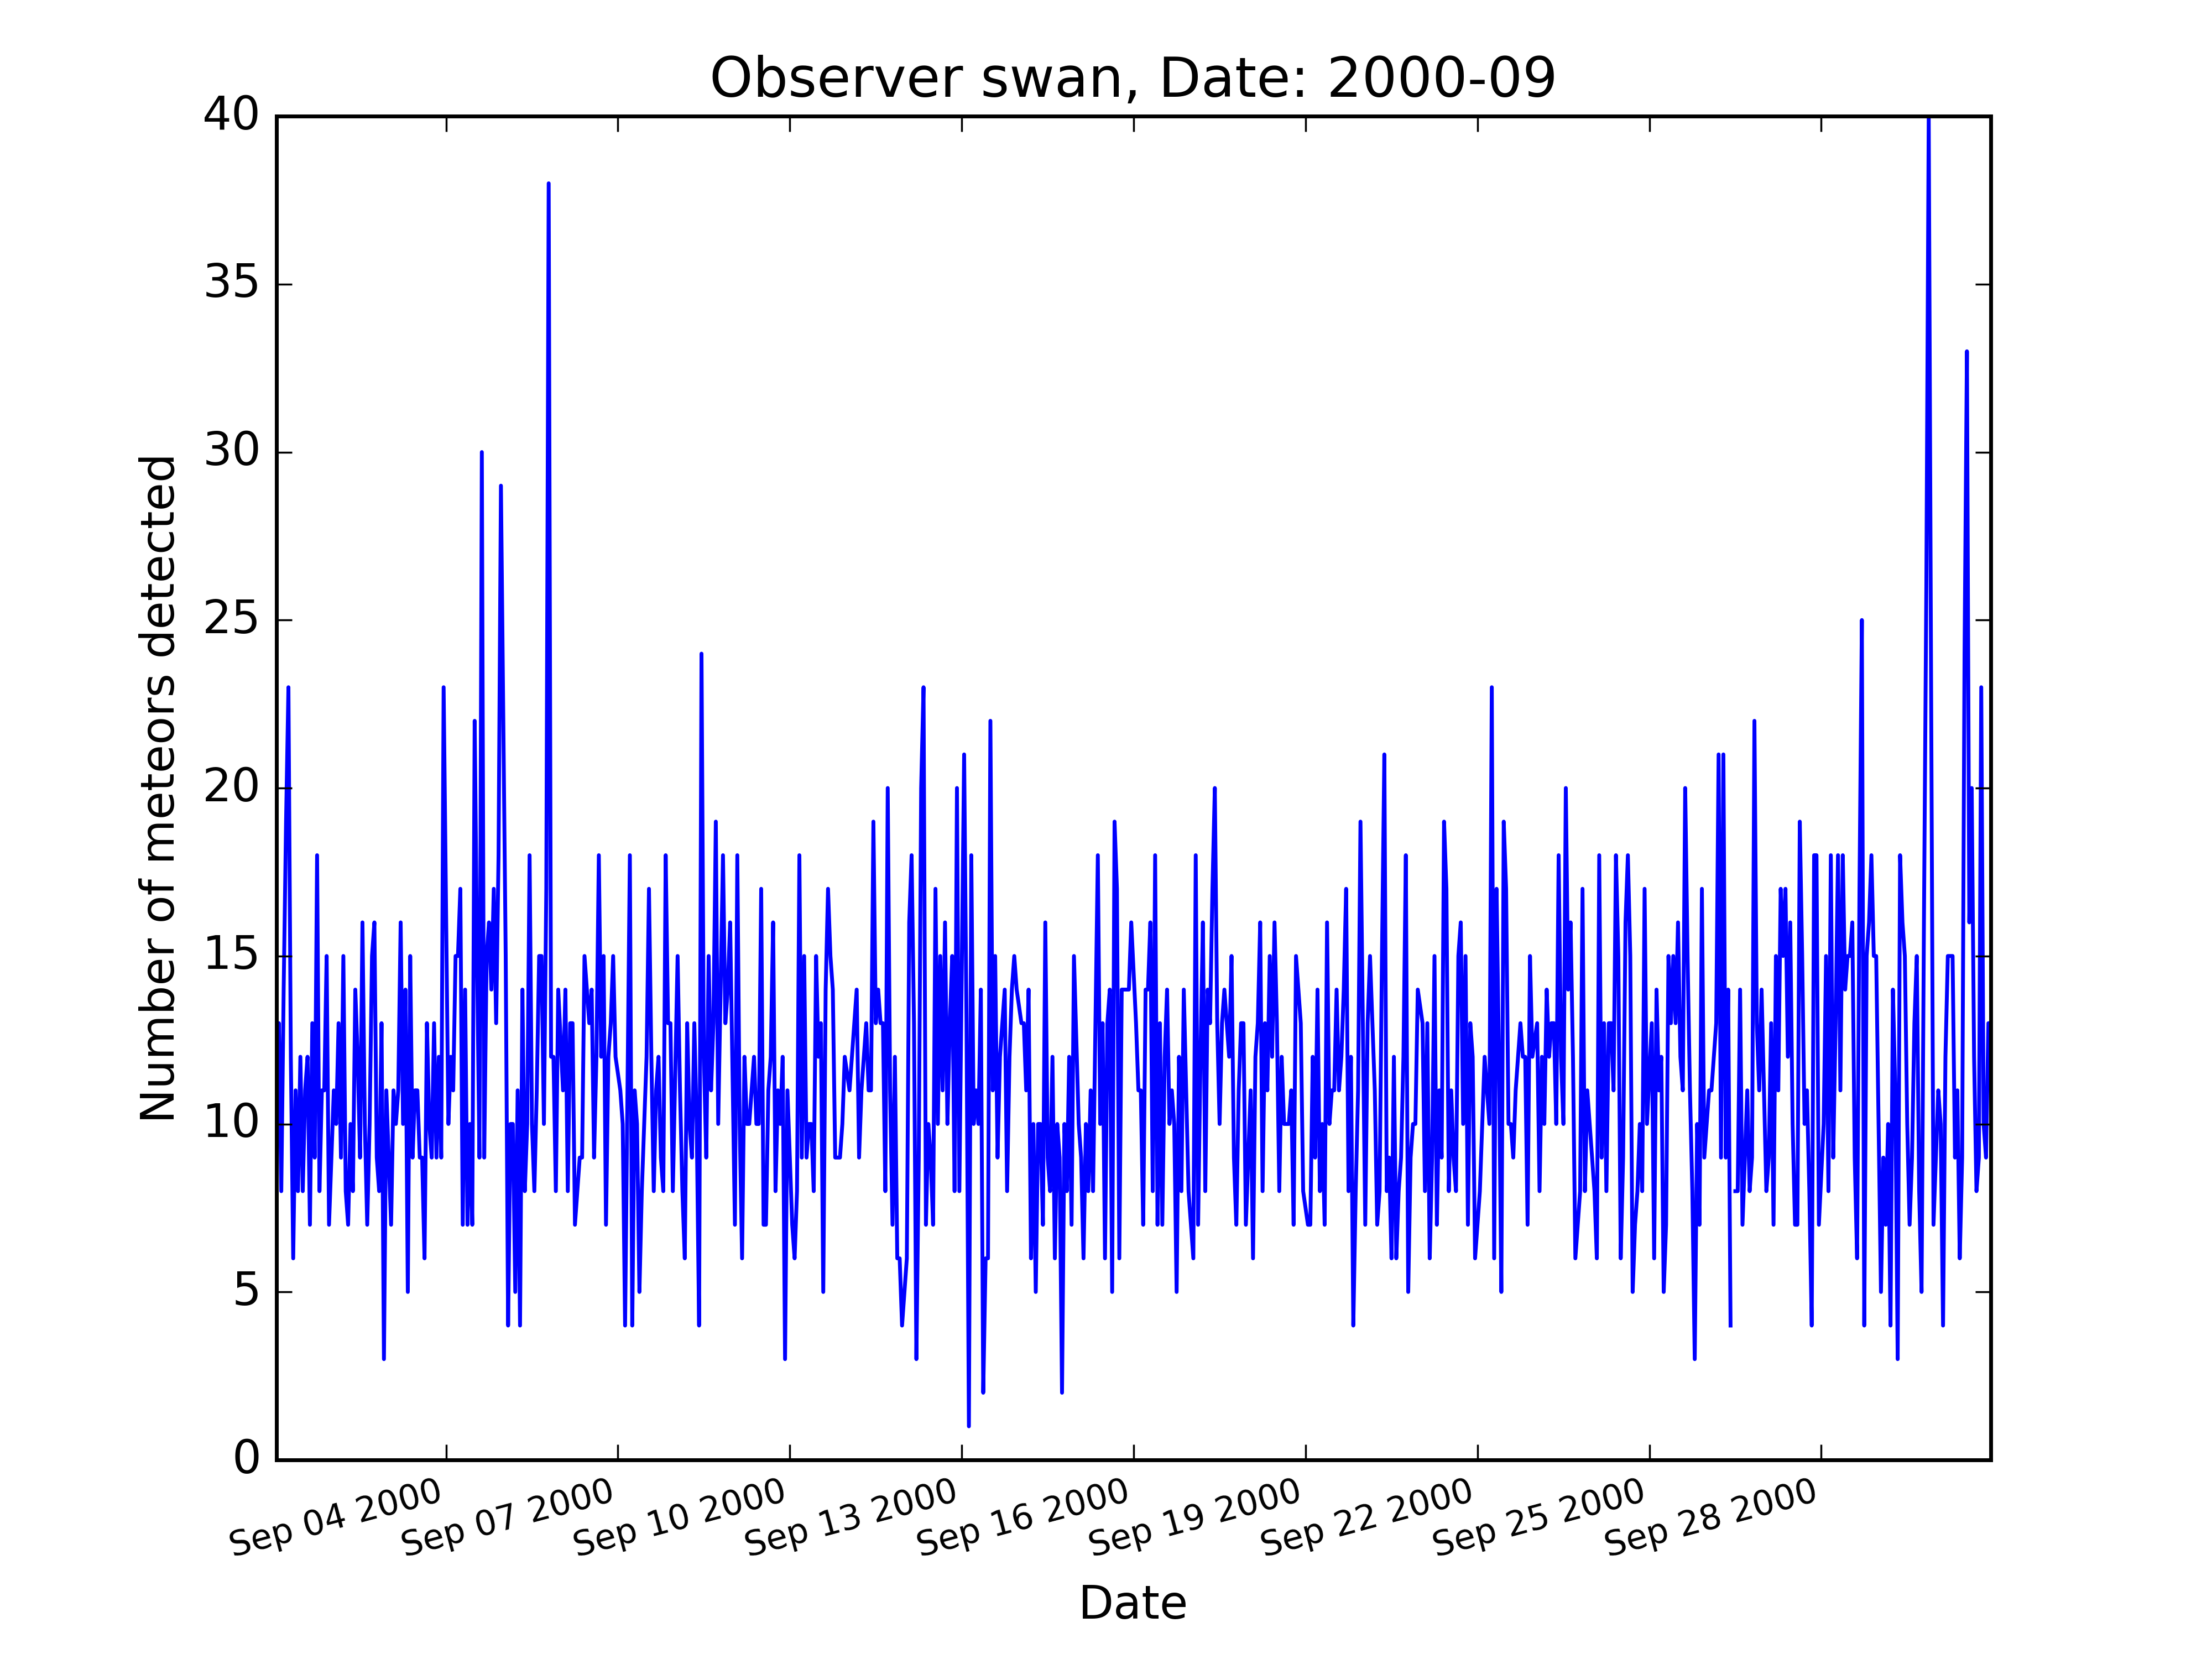 Observer swan, Date: 2000-09
40
35
30
25
20
15
10
5
0
Number of meteors detected
Sep 04 2000
Sep 07 2000
Sep 10 2000
Sep 13 2000
Sep 16 2000
Sep 19 2000
Sep 22 2000
Sep 25 2000
Sep 28 2000
Date